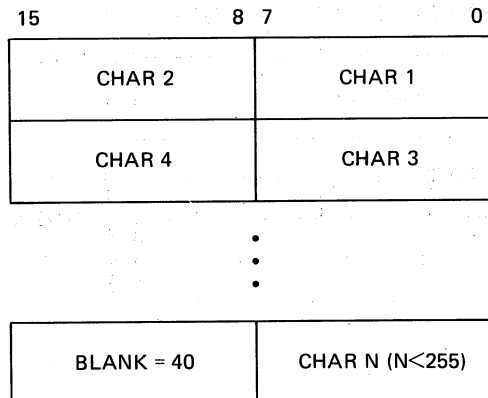 15 8 7 0
CHAR 2 CHAR 1
CHAR 4 CHAR 3
BLANK = 40 CHAR N (N<255)